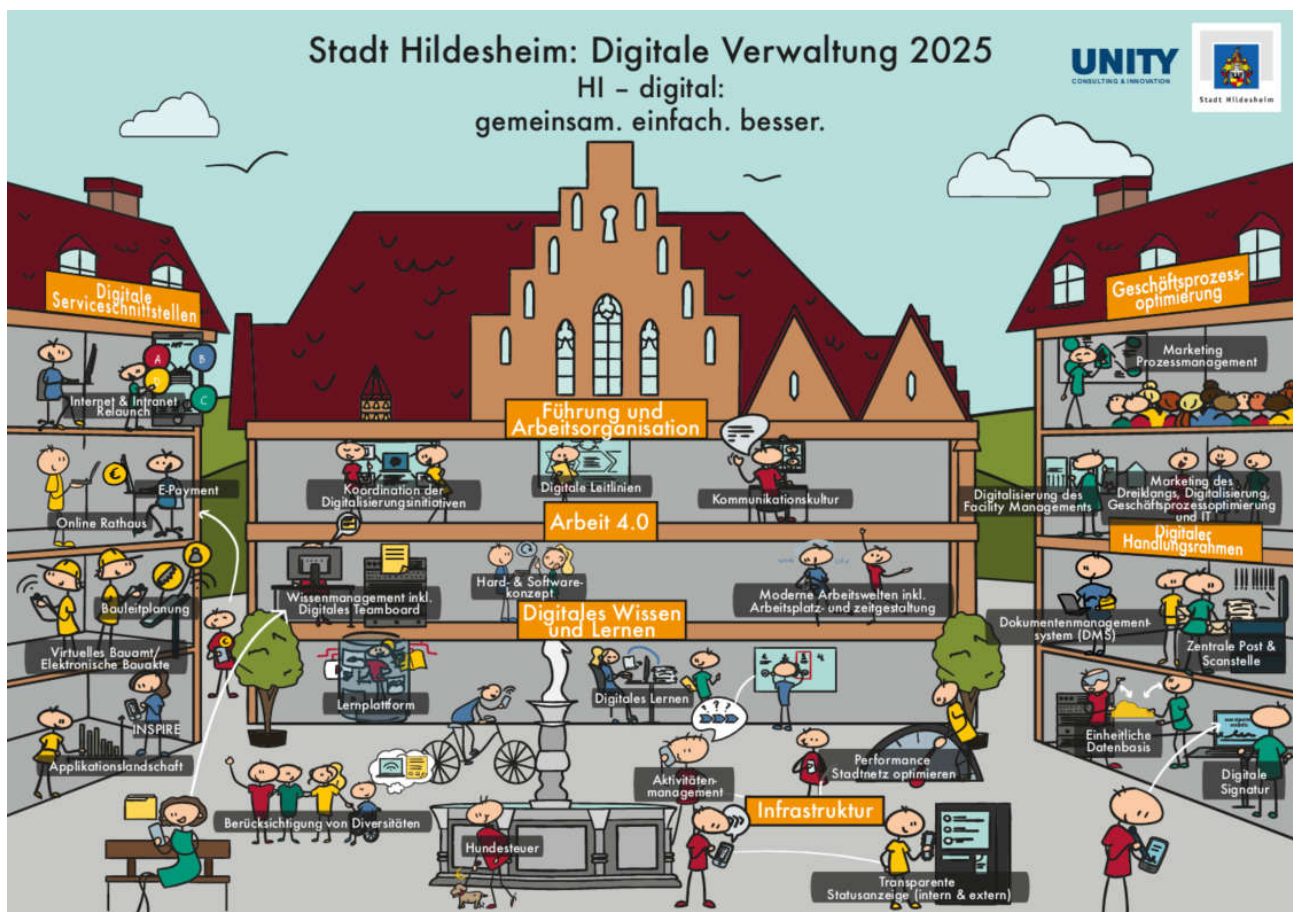 Stadt Hildesheim: Digitale Verwaltung 2025
HI – digital:
gemeinsam. einfach. besser.
UNITY
CONSULTING & INNOVATION
Stadt Hildesheim
Digitale
Serviceschnittstellen
A
B
C
Internet & Intranet
Relaunch
E-Payment
Online Rathaus
Bauleitplanung
Virtuelles Bauamt/
Elektronische Bauakte
INSPIRE
Applikationslandschaft
Führung und
Arbeitsorganisation
Koordination der
Digitalisierungsinitiativen
Digitale Leitlinien
Kommunikationskultur
Arbeit 4.0
Wissenmanagement inkl.
Digitales Teamboard
Hard- & Software-
konzept
Moderne Arbeitswelten inkl.
Arbeitsplatz- und zeitgestaltung
Digitales Wissen
und Lernen
Lernplattform
Digitales Lernen
? ? ?
Geschäftsprozess-
optimierung
Marketing
Prozessmanagement
Digitalisierung des
Facility Managements
Marketing des
Dreiklangs, Digitalisierung,
Geschäftsprozessoptimierung
und IT
Digitaler
Handlungsrahmen
Dokumentenmanagement-
system (DMS)
Zentrale Post &
Scanstelle
Einheitliche
Datenbasis
Digitale
Signatur
Berücksichtigung von Diversitäten
Hundesteuer
Aktivitäten-
management
Performance
Stadtnetz optimieren
Infrastruktur
Transparente
Statusanzeige (intern & extern)